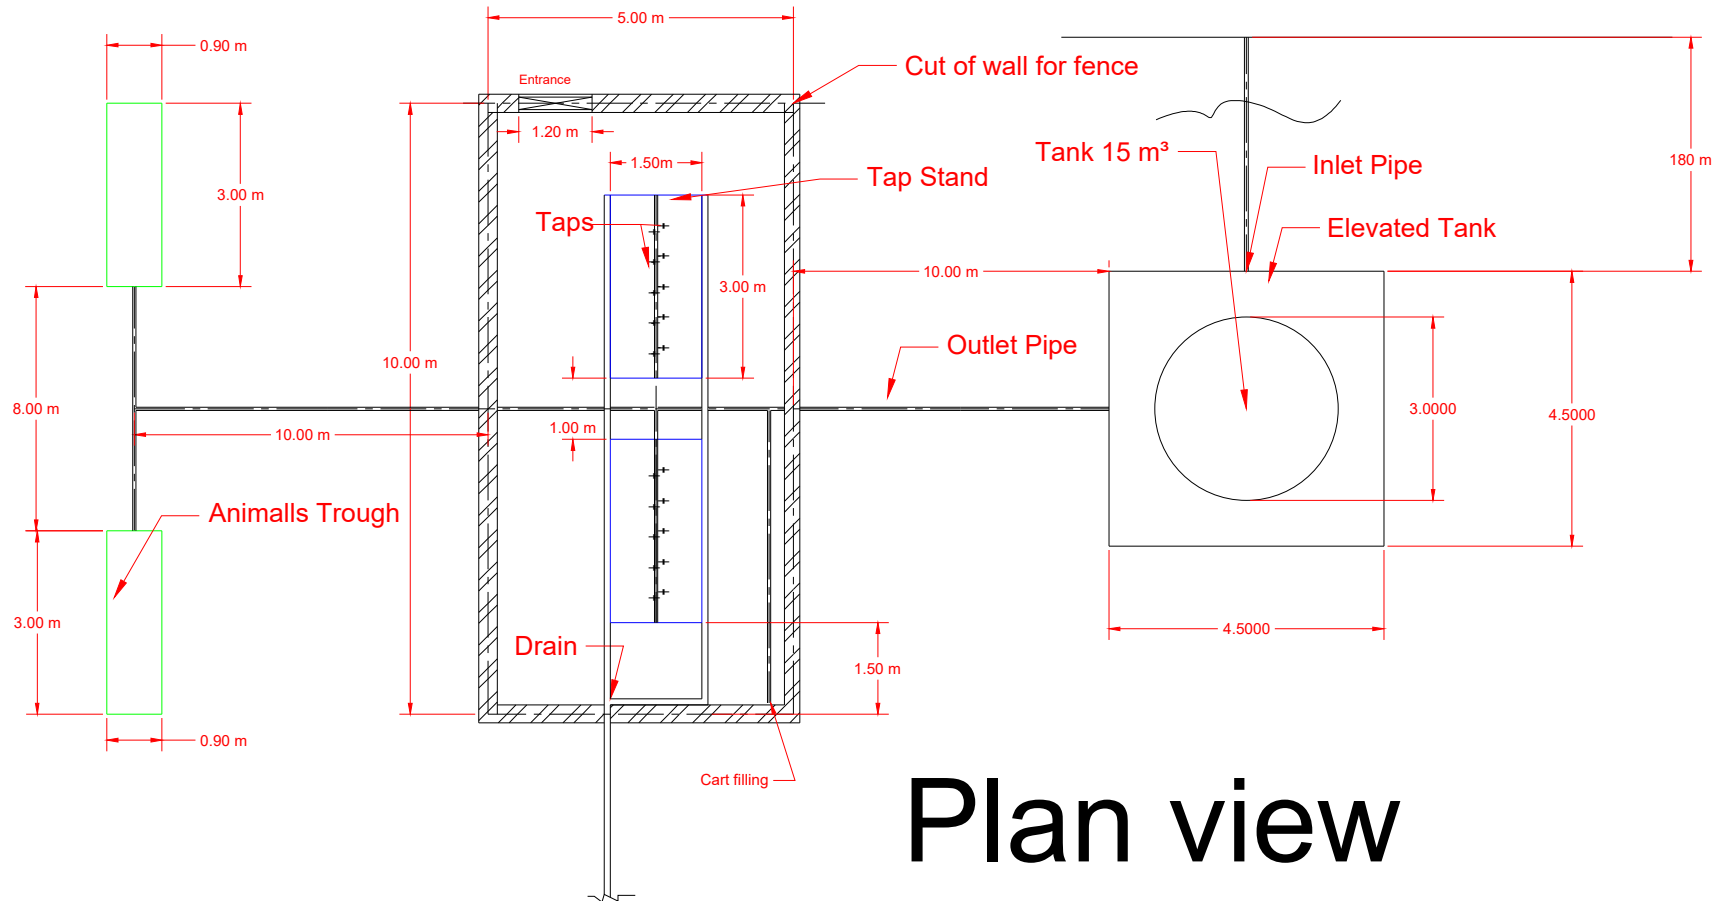 5.00 m
0.90 m
Cut of wall for fence
Entrance
1.20 m
1.50m
Tank 15 m³
180 m
Inlet Pipe
Tap Stand
3.00 m
Taps
Elevated Tank
10.00 m
3.00 m
Outlet Pipe
10.00 m
8.00 m
3.0000
4.5000
1.00 m
10.00 m
Animalls Trough
3.00 m
4.5000
Drain
1.50 m
0.90 m
Cart filling
Plan view